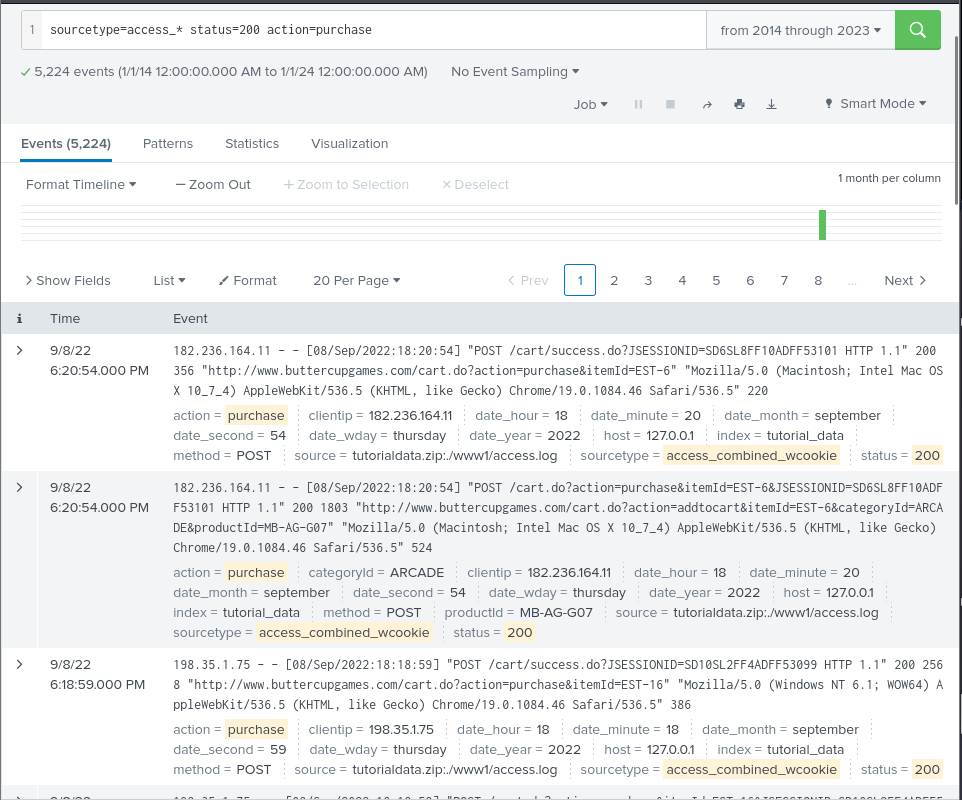 1 sourcetype=access_* status=200 action=purchase
from 2014 through 2023
5,224 events (1/1/14 12:00:00.000 AM to 1/1/24 12:00:00.000 AM) No Event Sampling
Job Smart Mode
Events (5,224) Patterns Statistics Visualization
Format Timeline — Zoom Out + Zoom to Selection × Deselect
1 month per column
> Show Fields List Format 20 Per Page < Prev 1 2 3 4 5 6 7 8 ... Next >
i Time Event
> 9/8/22
6:20:54.000 PM
182.236.164.11 - - [08/Sep/2022:18:20:54] "POST /cart/success.do?JSESSIONID=SD6SL8FF10ADFF53101 HTTP 1.1" 200
356 "http://www.buttercupgames.com/cart.do?action=purchase&itemId=EST-6" "Mozilla/5.0 (Macintosh; Intel Mac OS
X 10_7_4) AppleWebKit/536.5 (KHTML, like Gecko) Chrome/19.0.1084.46 Safari/536.5" 220
action = purchase clientip = 182.236.164.11 date_hour = 18 date_minute = 20 date_month = september
date_second = 54 date_wday = thursday date_year = 2022 host = 127.0.0.1 index = tutorial_data
method = POST source = tutorialdata.zip:./www1/access.log sourcetype = access_combined_wcookie status = 200
> 9/8/22
6:20:54.000 PM
182.236.164.11 - - [08/Sep/2022:18:20:54] "POST /cart.do?action=purchase&itemId=EST-6&JSESSIONID=SD6SL8FF10ADF
F53101 HTTP 1.1" 200 1803 "http://www.buttercupgames.com/cart.do?action=addtocart&itemId=EST-6&categoryId=ARCA
DE&productId=MB-AG-G07" "Mozilla/5.0 (Macintosh; Intel Mac OS X 10_7_4) AppleWebKit/536.5 (KHTML, like Gecko)
Chrome/19.0.1084.46 Safari/536.5" 524
action = purchase categoryId = ARCADE clientip = 182.236.164.11 date_hour = 18 date_minute = 20
date_month = september date_second = 54 date_wday = thursday date_year = 2022 host = 127.0.0.1
index = tutorial_data method = POST productId = MB-AG-G07 source = tutorialdata.zip:./www1/access.log
sourcetype = access_combined_wcookie status = 200
> 9/8/22
6:18:59.000 PM
198.35.1.75 - - [08/Sep/2022:18:18:59] "POST /cart/success.do?JSESSIONID=SD10SL2FF4ADFF53099 HTTP 1.1" 200 256
8 "http://www.buttercupgames.com/cart.do?action=purchase&itemId=EST-16" "Mozilla/5.0 (Windows NT 6.1; WOW64) A
ppleWebKit/536.5 (KHTML, like Gecko) Chrome/19.0.1084.46 Safari/536.5" 386
action = purchase clientip = 198.35.1.75 date_hour = 18 date_minute = 18 date_month = september
date_second = 59 date_wday = thursday date_year = 2022 host = 127.0.0.1 index = tutorial_data
method = POST source = tutorialdata.zip:./www1/access.log sourcetype = access_combined_wcookie status = 200